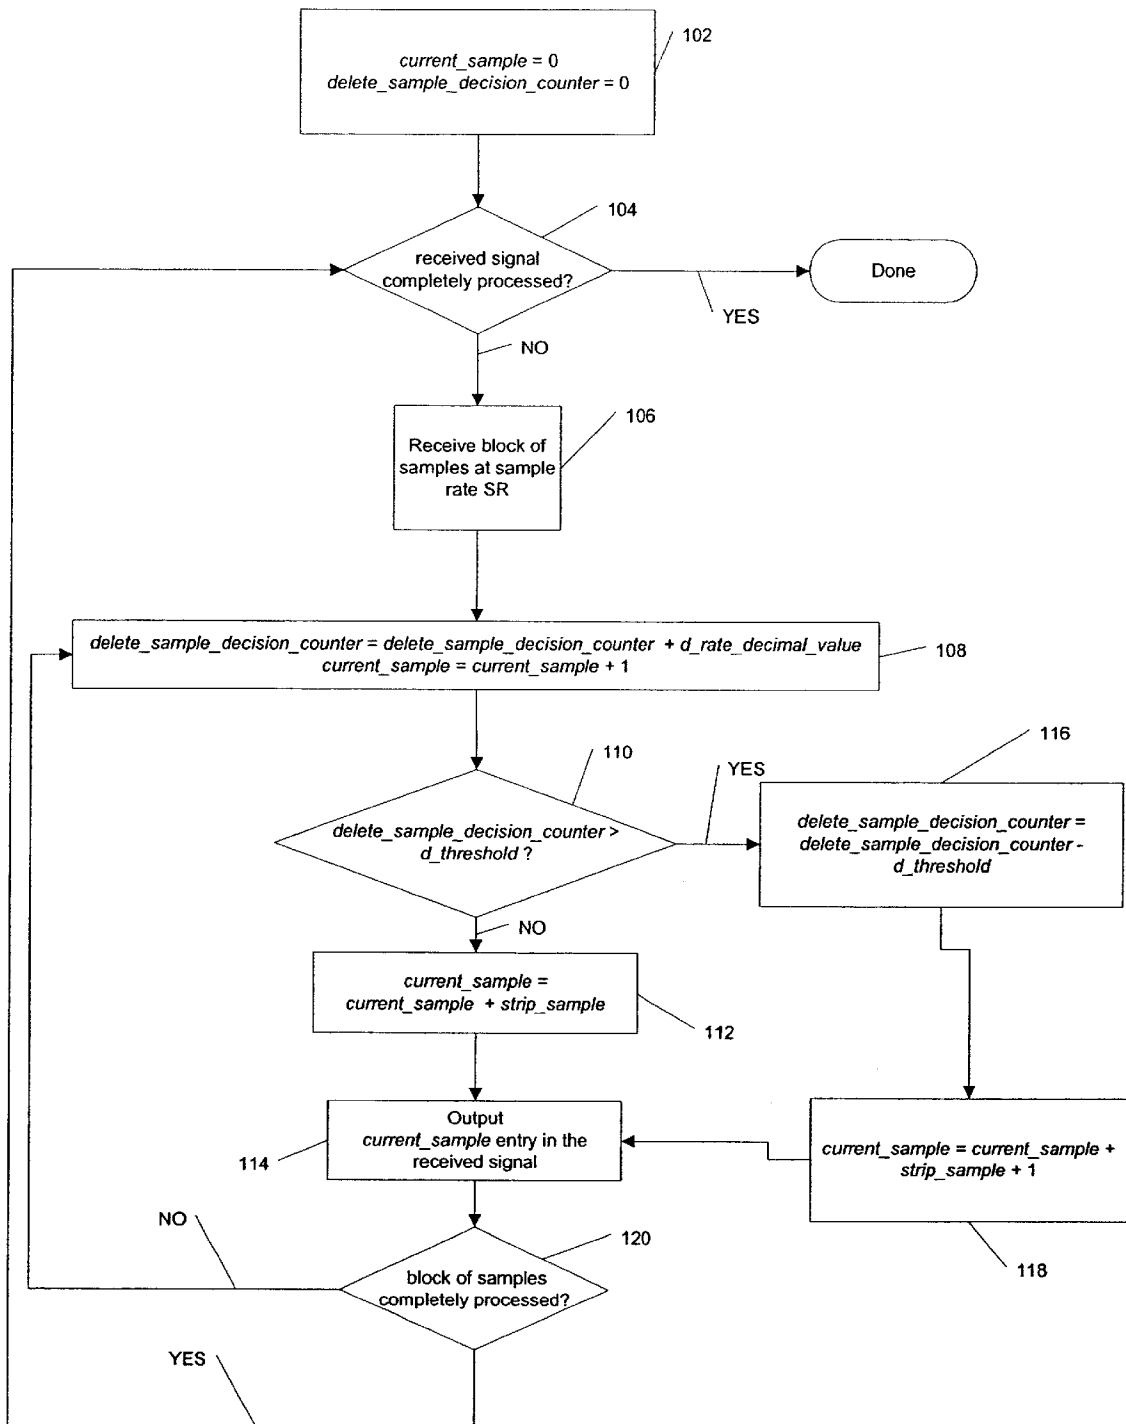 102
current_sample = 0
delete_sample_decision_counter = 0
104
received signal
completely processed?
Done
YES
NO
106
Receive block of
samples at sample
rate SR
delete_sample_decision_counter = delete_sample_decision_counter + d_rate_decimal_value
current_sample = current_sample + 1
108
110
YES
116
delete_sample_decision_counter >
d_threshold ?
delete_sample_decision_counter =
delete_sample_decision_counter -
d_threshold
NO
current_sample =
current_sample + strip_sample
112
Output
current_sample entry in the
received signal
114
current_sample = current_sample +
strip_sample + 1
118
NO
120
block of samples
completely processed?
YES